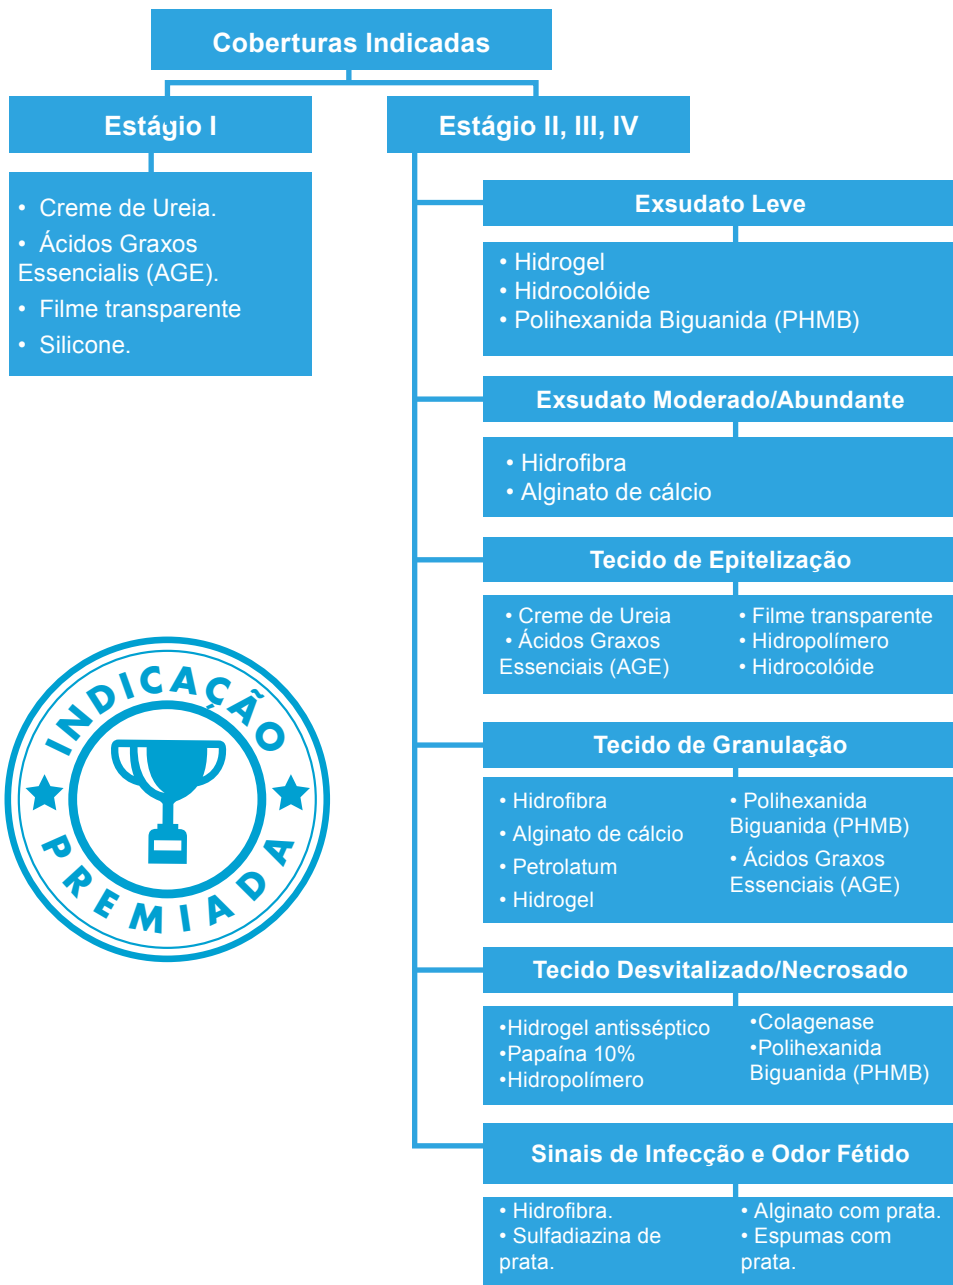 Coberturas Indicadas
Estágio I
Estágio II, III, IV
• Creme de Ureia.
• Ácidos Graxos
Essencialis (AGE).
• Filme transparente
• Silicone.
Exsudato Leve
• Hidrogel
• Hidrocolóide
• Polihexanida Biguanida (PHMB)
Exsudato Moderado/Abundante
• Hidrofibra
• Alginato de cálcio
Tecido de Epitelização
• Creme de Ureia
• Ácidos Graxos
Essenciais (AGE)
• Filme transparente
• Hidropolímero
• Hidrocolóide
Tecido de Granulação
• Hidrofibra
• Alginato de cálcio
• Petrolatum
• Hidrogel
• Polihexanida
Biguanida (PHMB)
• Ácidos Graxos
Essenciais (AGE)
Tecido Desvitalizado/Necrosado
•Hidrogel antisséptico
•Papaína 10%
•Hidropolímero
•Colagenase
•Polihexanida
Biguanida (PHMB)
Sinais de Infecção e Odor Fétido
• Hidrofibra.
• Sulfadiazina de
prata.
• Alginato com prata.
• Espumas com
prata.
INDICAÇÃO
PREMIADA